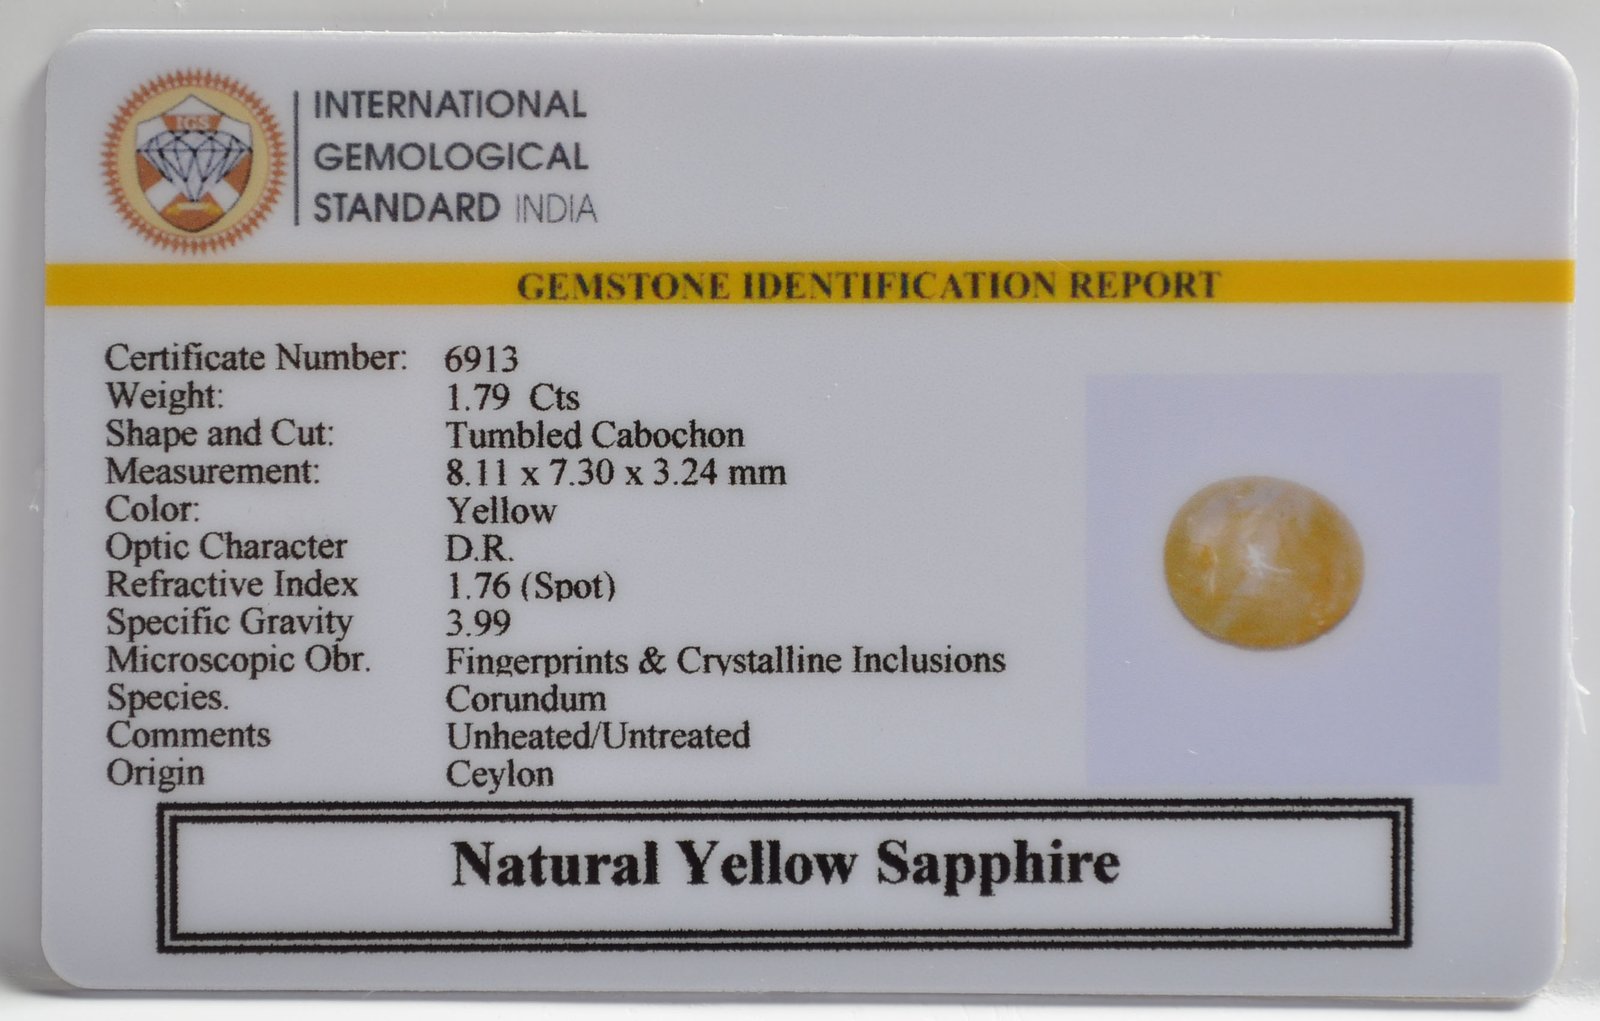 IGS
INTERNATIONAL
GEMOLOGICAL
STANDARD INDIA
GEMSTONE IDENTIFICATION REPORT
Certificate Number: 6913
Weight: 1.79 Cts
Shape and Cut: Tumbled Cabochon
Measurement: 8.11 x 7.30 x 3.24 mm
Color: Yellow
Optic Character D.R.
Refractive Index 1.76 (Spot)
Specific Gravity 3.99
Microscopic Obr. Fingerprints & Crystalline Inclusions
Species. Corundum
Comments Unheated/Untreated
Origin Ceylon
Natural Yellow Sapphire